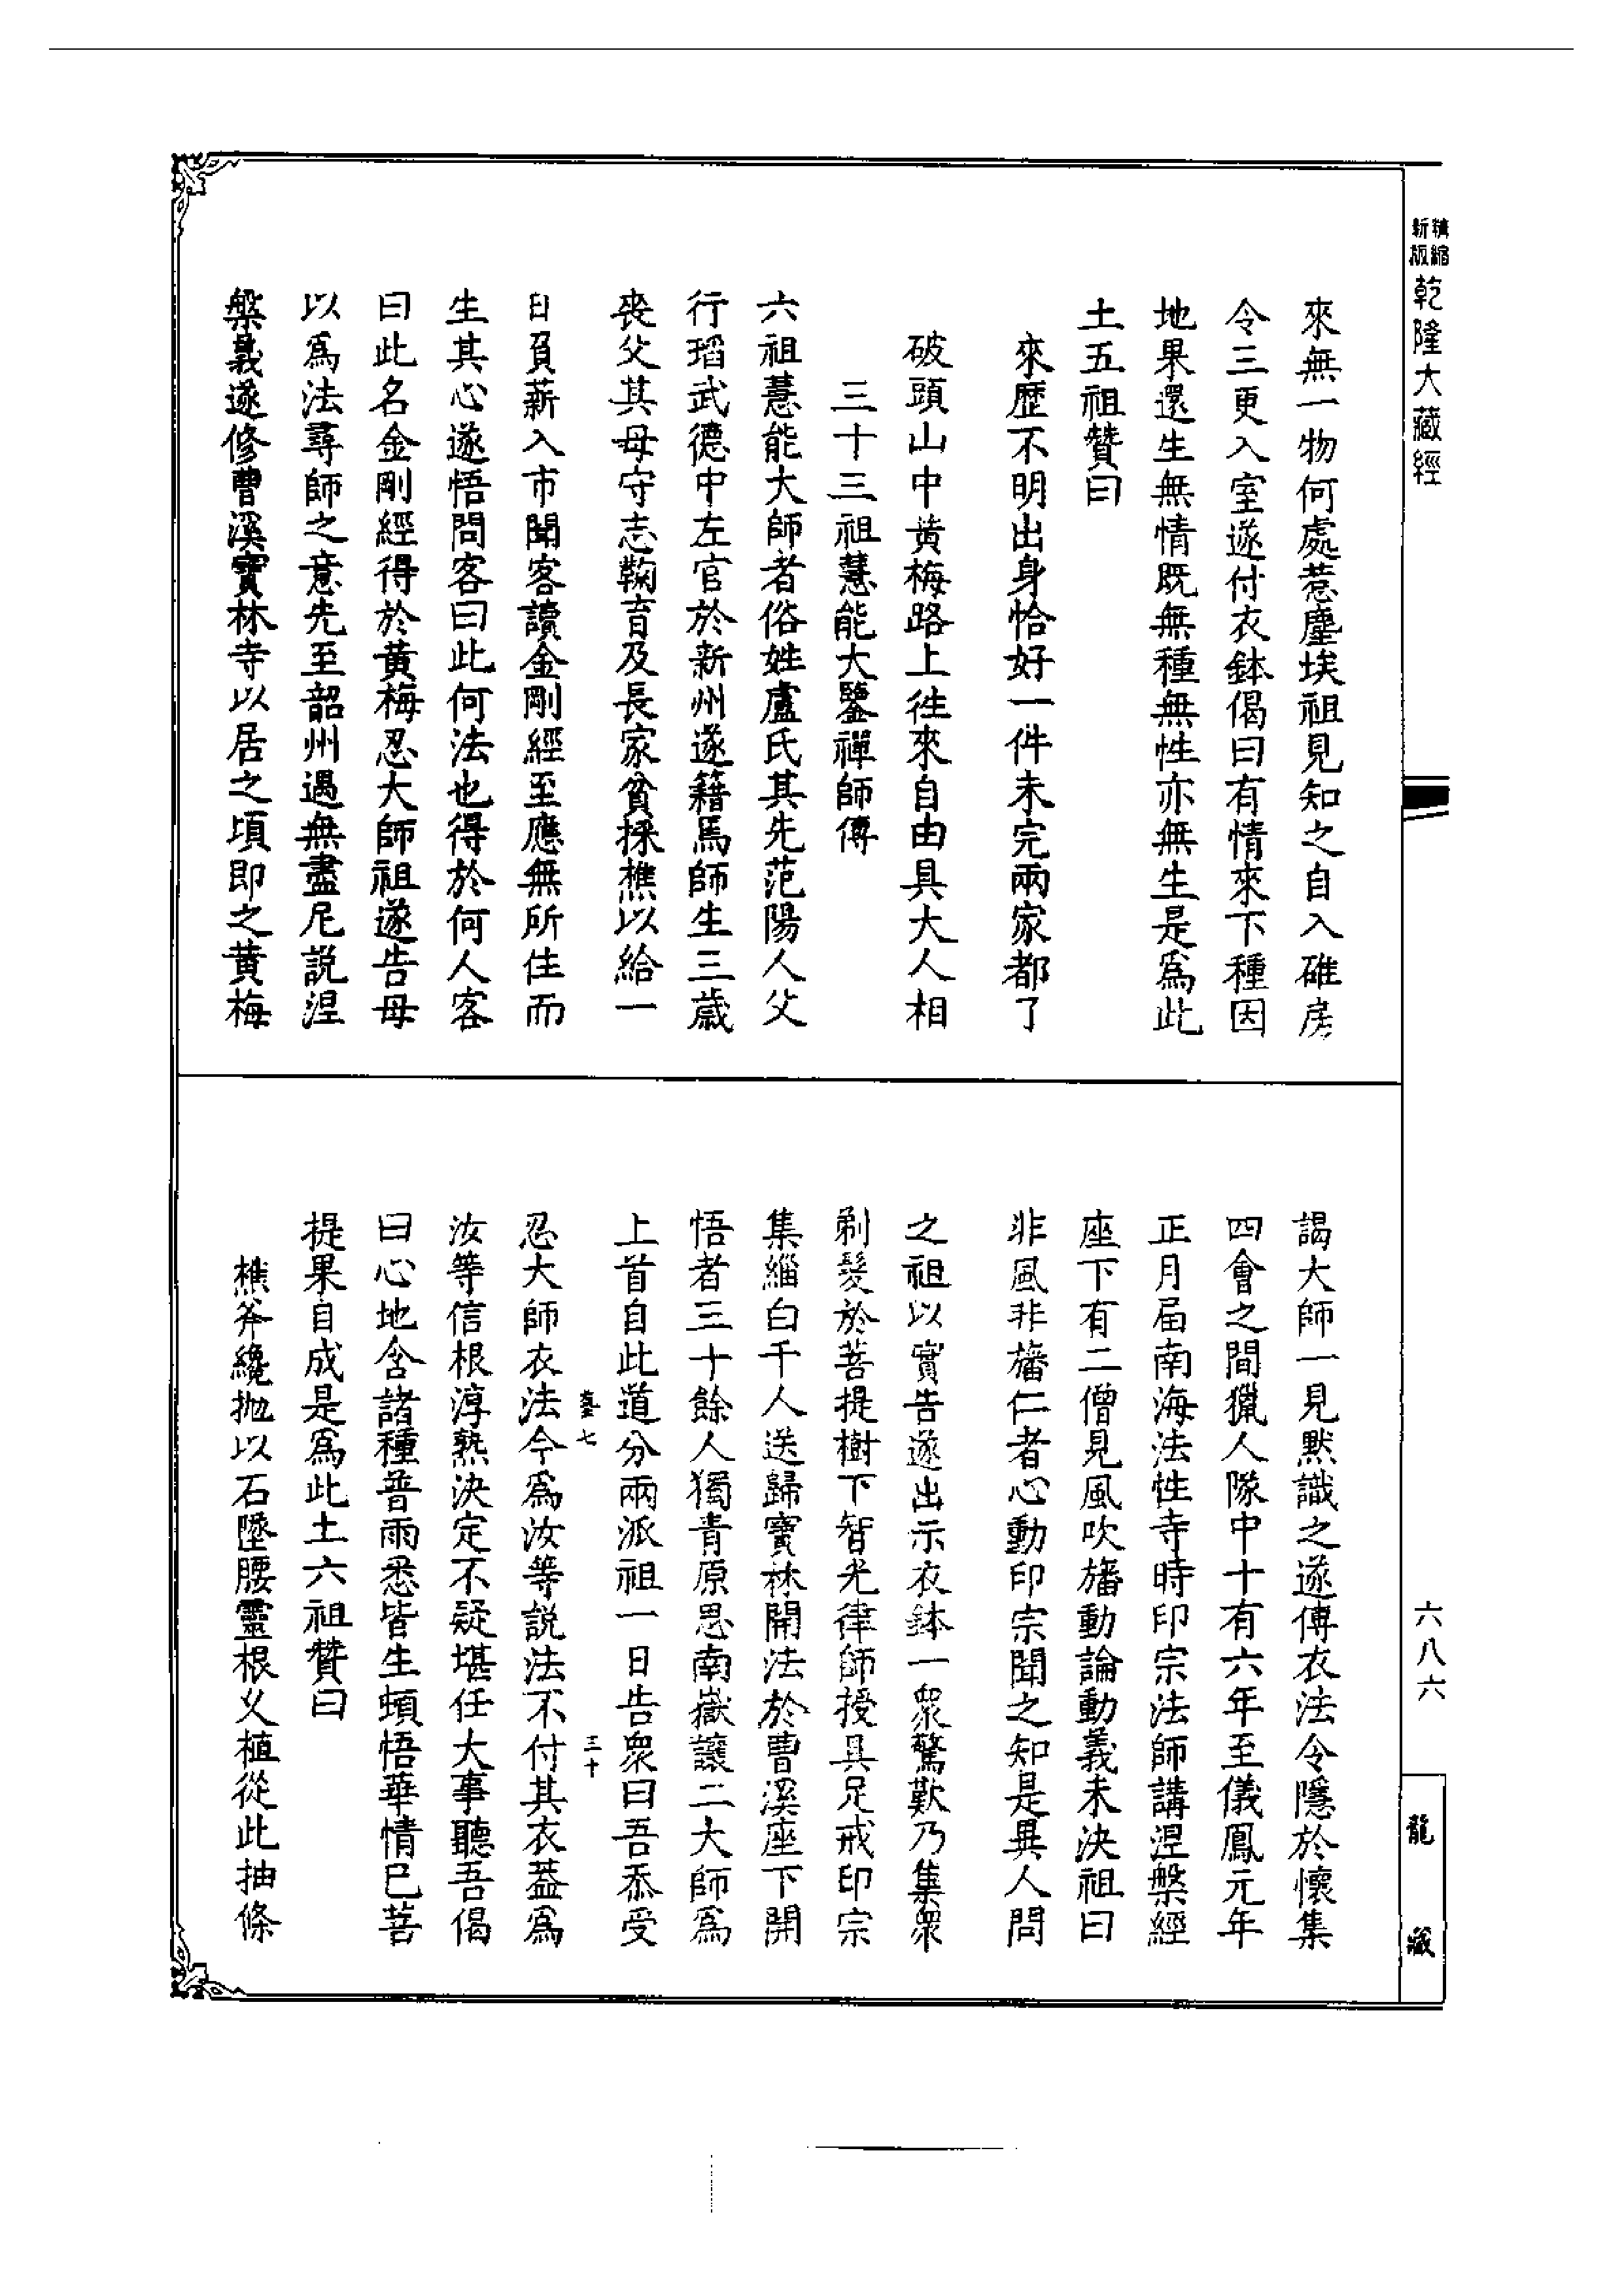 精縮
新版
乾隆大藏經
來無一物何處惹塵埃祖見知之自入碓房
令三更入室遂付衣鉢偈曰有情來下種因
地果還生無情既無種無性亦無生是為此
土五祖贊曰
來歷不明出身恰好一件未完兩家都了
破頭山中黄梅路上往來自由具大人相
三十三祖慧能大鑒禪師傳
六祖慧能大師者俗姓盧氏其先范陽人父
行瑫武德中左官於新州遂籍焉師生三歲
丧父其母守志鞠育及長家貧採樵以給一
日負薪入市聞客讀金剛經至應無所住而
生其心遂悟問客曰此何法也得於何人客
曰此名金剛經得於黄梅忍大師祖遂告母
以爲法尋師之意先至韶州遇無盡尼説涅
槃義遂修曹溪寳林寺以居之頃即之黄梅
謁大師一見默識之遂傳衣法令隱於懷集
四會之間獵人隊中十有六年至儀鳳元年
正月届南海法性寺時印宗法師講涅槃經
座下有二僧見風吹旛動論動義未決祖曰
非風非旛仁者心動印宗聞之知是異人問
之祖以實告遂出示衣鉢一衆驚歎乃集衆
剃髮於菩提樹下智光律師授具足戒印宗
集緇白千人送歸寳林開法於曹溪座下開
悟者三十餘人獨青原思南嶽讓二大師爲
上首自此道分兩派祖一日告衆曰吾忝受
七
三十
忍大師衣法今爲汝等説法不付其衣葢爲
汝等信根淳熟決定不疑堪任大事聽吾偈
曰心地含諸種普雨悉皆生頓悟華情已菩
提果自成是爲此土六祖贊曰
樵斧纔抛以石墜腰靈根乂植從此抽條
六八六
龍藏